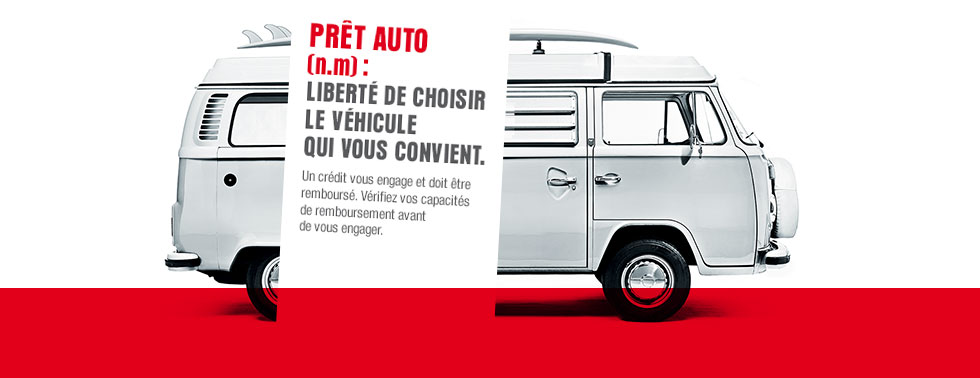 PRÊT AUTO
(n.m) :
LIBERTÉ DE CHOISIR
LE VÉHICULE
QUI VOUS CONVIENT.
Un crédit vous engage et doit être
remboursé. Vérifiez vos capacités
de remboursement avant
de vous engager.